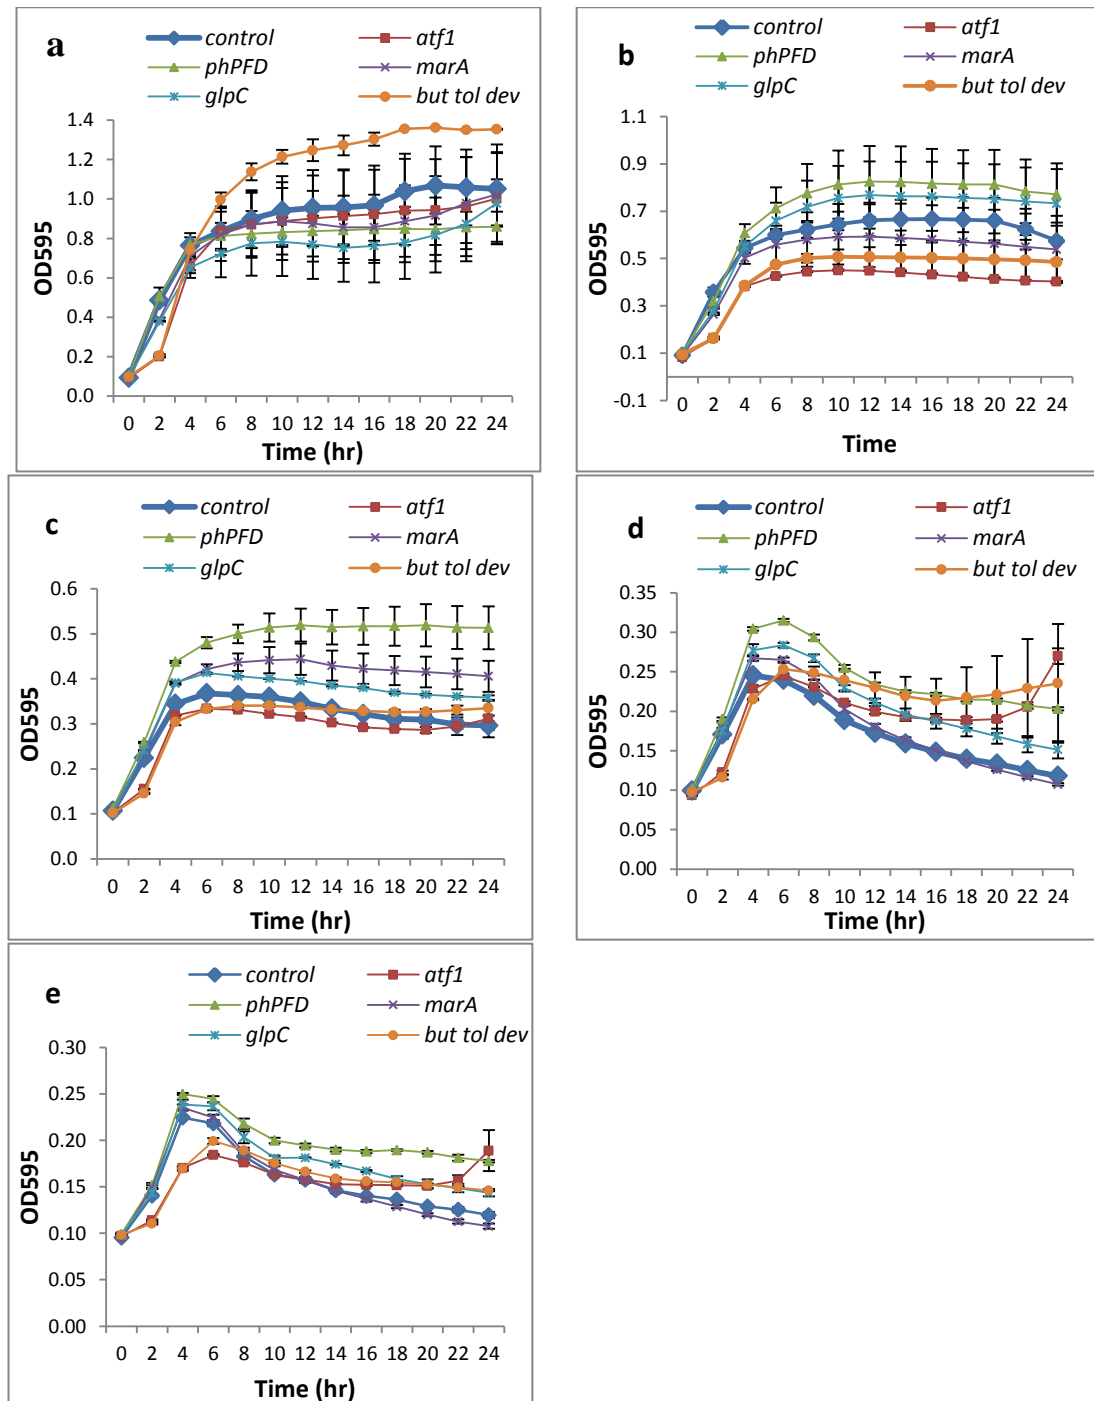 a
control
atf1
phPFD
marA
glpC
but tol dev
1.4
1.2
1.0
0.8
0.6
0.4
0.2
0.0
OD595
0 2 4 6 8 10 12 14 16 18 20 22 24
Time (hr)
b
control
atf1
phPFD
marA
glpC
but tol dev
1.1
0.9
0.7
0.5
0.3
0.1
-0.1
OD595
0 2 4 6 8 10 12 14 16 18 20 22 24
Time
c
control
atf1
phPFD
marA
glpC
but tol dev
0.6
0.5
0.4
0.3
0.2
0.1
0.0
OD595
0 2 4 6 8 10 12 14 16 18 20 22 24
Time (hr)
d
control
atf1
phPFD
marA
glpC
but tol dev
0.35
0.30
0.25
0.20
0.15
0.10
0.05
0.00
OD595
0 2 4 6 8 10 12 14 16 18 20 22 24
Time (hr)
e
control
atf1
phPFD
marA
glpC
but tol dev
0.30
0.25
0.20
0.15
0.10
0.05
0.00
OD595
0 2 4 6 8 10 12 14 16 18 20 22 24
Time (hr)